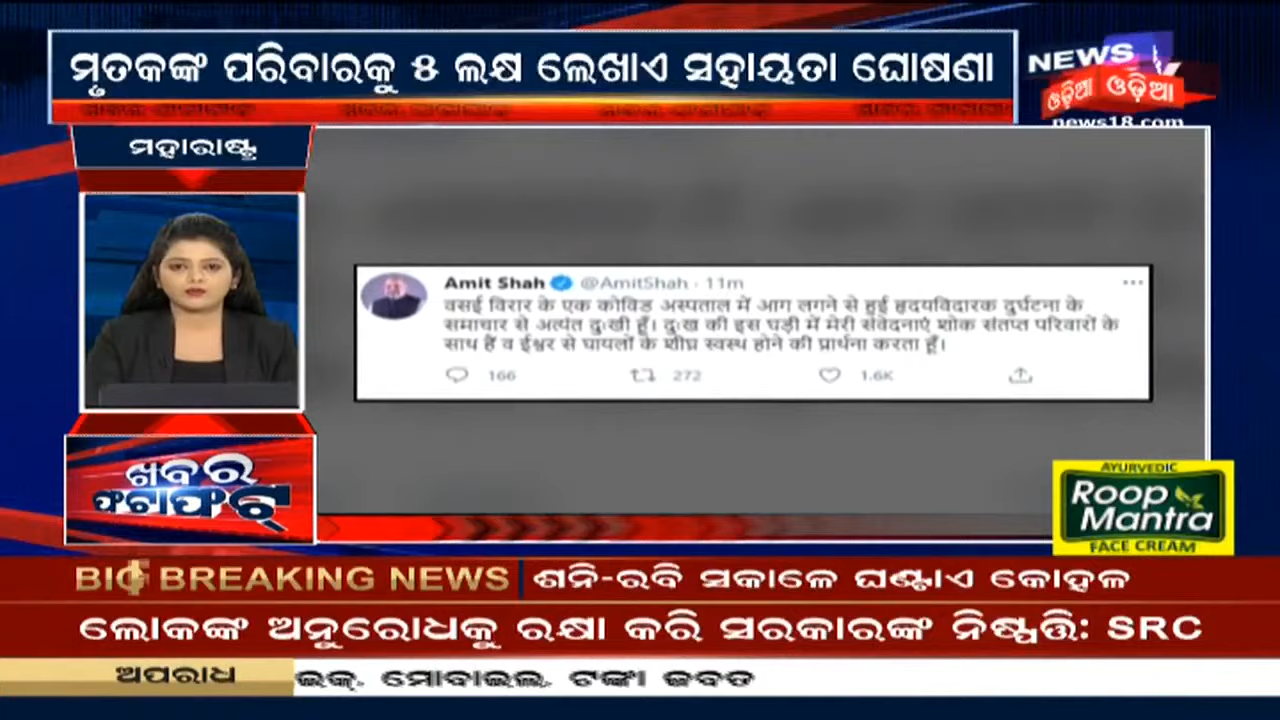 ମୃତକଙ୍କ ପରିବାରକୁ ୫ ଲକ୍ଷ ଲେଖାଏ ସହାୟତା ଘୋଷଣା
NEWS
ଓଡ଼ିଆ ଓଡ଼ିଆ
news18.com
ମହାରାଷ୍ଟ୍ର
Amit Shah @AmitShah · 11m
वसई विरार के एक कोविड अस्पताल में आग लगने से हुई हृदयविदारक दुर्घटना के
समाचार से अत्यंत दुःखी हूँ। दुःख की इस घड़ी में मेरी संवेदनाएं शोक संतप्त परिवारों के
साथ हैं व ईश्वर से घायलों के शीघ्र स्वस्थ होने की प्रार्थना करता हूँ।
166 272 1.6K
ଖବର
ଫଟାଫଟ୍
AYURVEDIC
Roop
Mantra
FACE CREAM
BIG BREAKING NEWS ଶନି-ରବି ସକାଳେ ଘଣ୍ଟାଏ କୋହଳ
ଲୋକଙ୍କ ଅନୁରୋଧକୁ ରକ୍ଷା କରି ସରକାରଙ୍କ ନିଷ୍ପତ୍ତି: SRC
ଅପରାଧ ମୋବାଇଲ, ଟଙ୍କା ଜବତ